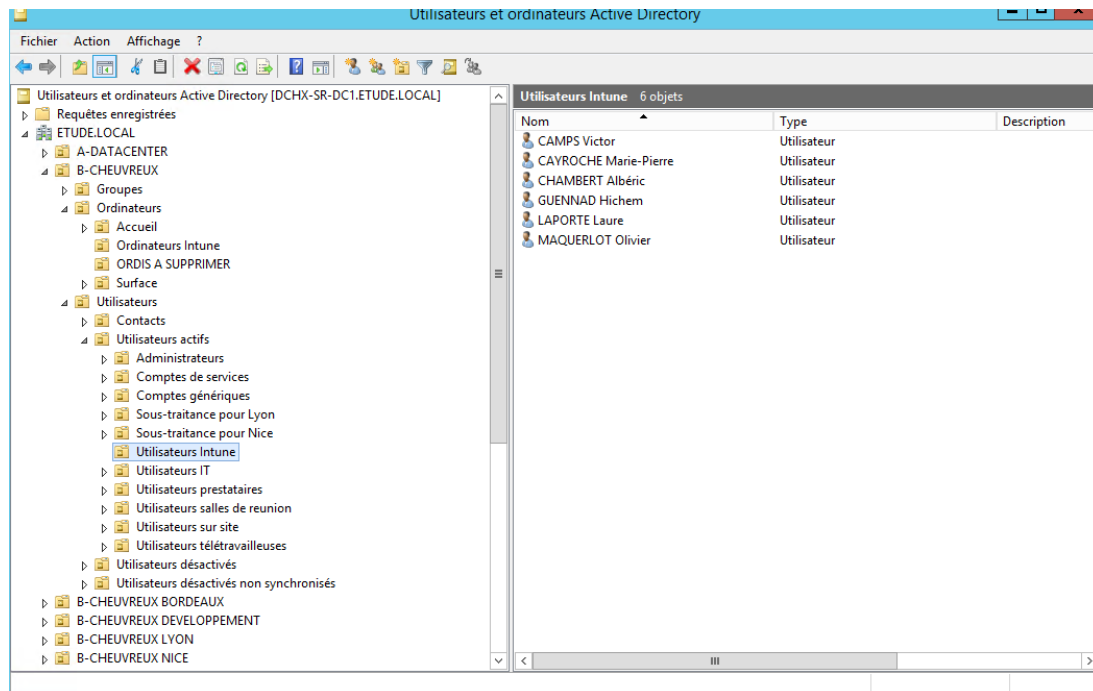 Utilisateurs et ordinateurs Active Directory
Fichier Action Affichage ?
Utilisateurs et ordinateurs Active Directory [DCHX-SR-DC1.ETUDE.LOCAL]
Requêtes enregistrées
ETUDE.LOCAL
A-DATACENTER
B-CHEUVREUX
Groupes
Ordinateurs
Accueil
Ordinateurs Intune
ORDIS A SUPPRIMER
Surface
Utilisateurs
Contacts
Utilisateurs actifs
Administrateurs
Comptes de services
Comptes génériques
Sous-traitance pour Lyon
Sous-traitance pour Nice
Utilisateurs Intune
Utilisateurs IT
Utilisateurs prestataires
Utilisateurs salles de reunion
Utilisateurs sur site
Utilisateurs télétravailleuses
Utilisateurs désactivés
Utilisateurs désactivés non synchronisés
B-CHEUVREUX BORDEAUX
B-CHEUVREUX DEVELOPPEMENT
B-CHEUVREUX LYON
B-CHEUVREUX NICE
Utilisateurs Intune 6 objets
Nom Type Description
CAMPS Victor Utilisateur
CAYROCHE Marie-Pierre Utilisateur
CHAMBERT Albéric Utilisateur
GUENNAD Hichem Utilisateur
LAPORTE Laure Utilisateur
MAQUERLOT Olivier Utilisateur